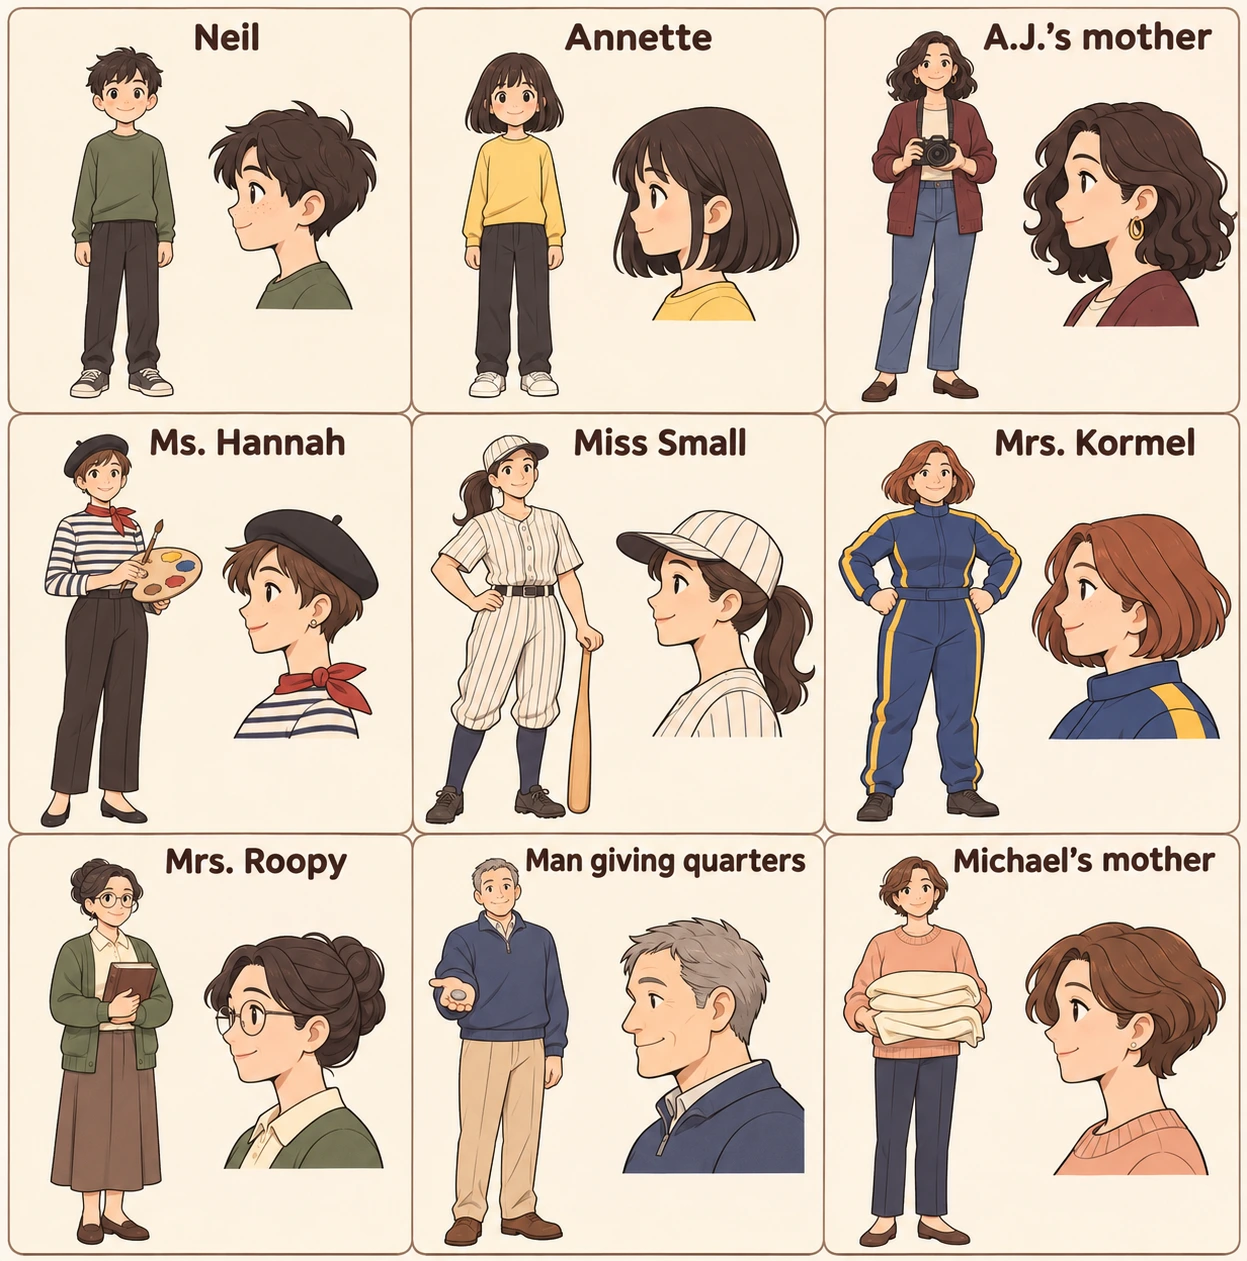 Neil
Annette
A.J.'s mother
Ms. Hannah
Miss Small
Mrs. Kormel
Mrs. Roopy
Man giving quarters
Michael's mother